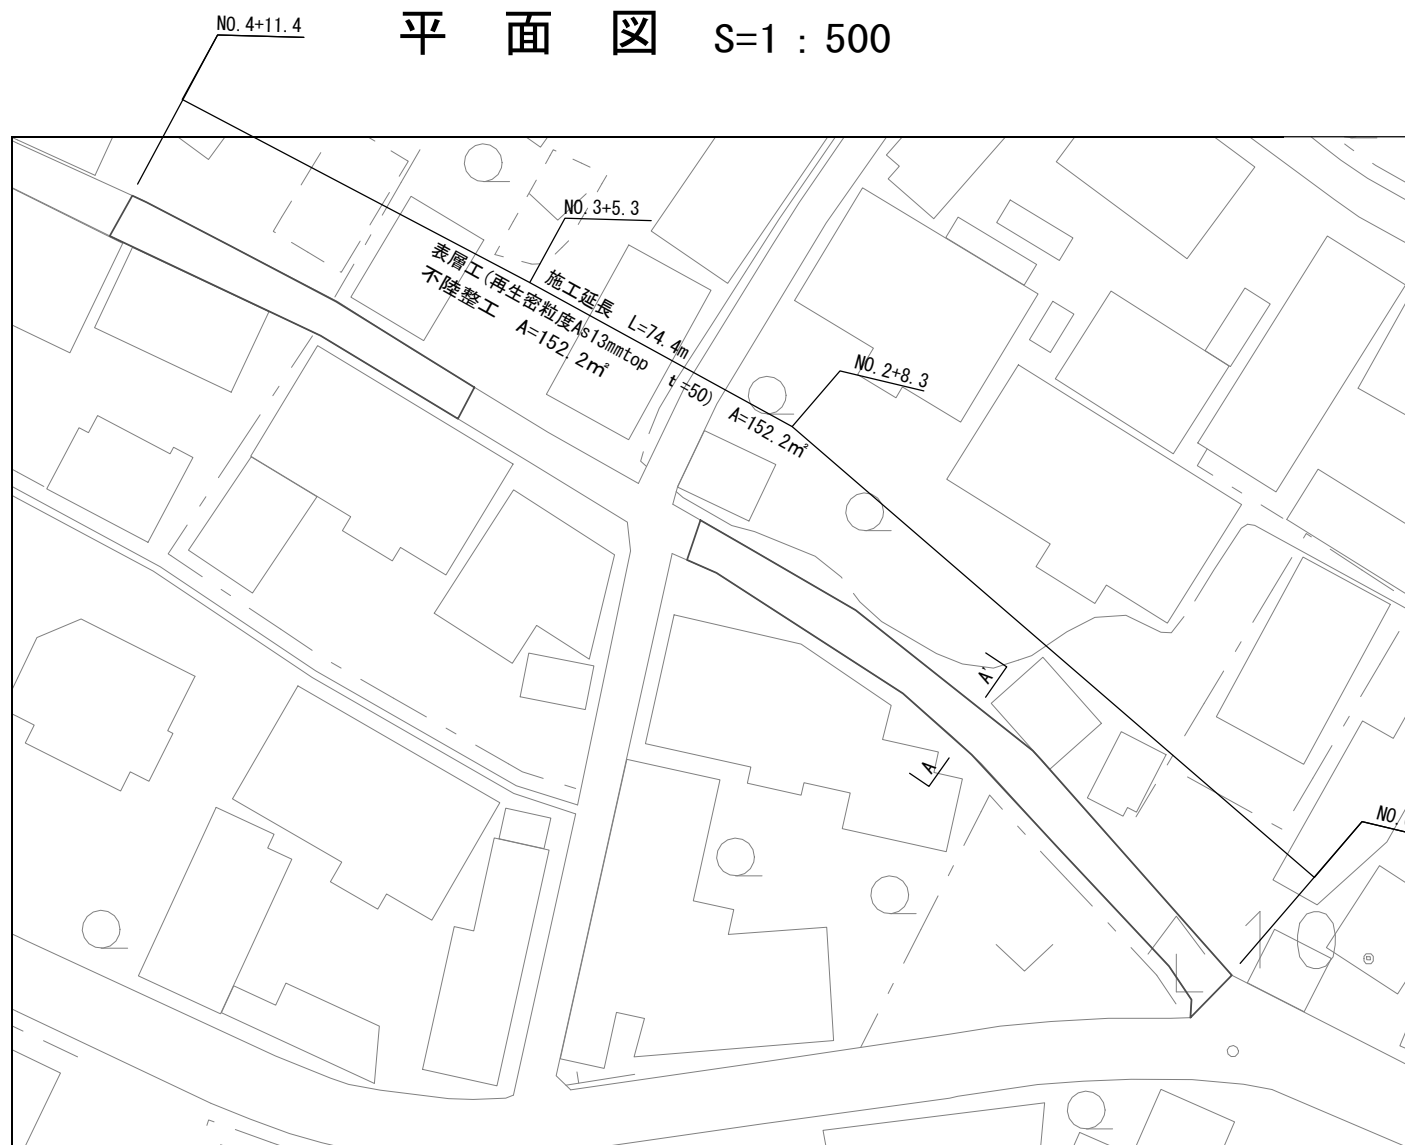 平面図 S=1:500
NO.4+11.4
NO.3+5.3
施工延長 L=74.4m
表層工(再生密粒度As13mmtop t=50) A=152.2㎡
不陸整工 A=152.2㎡
NO.2+8.3
A'
A
NO.